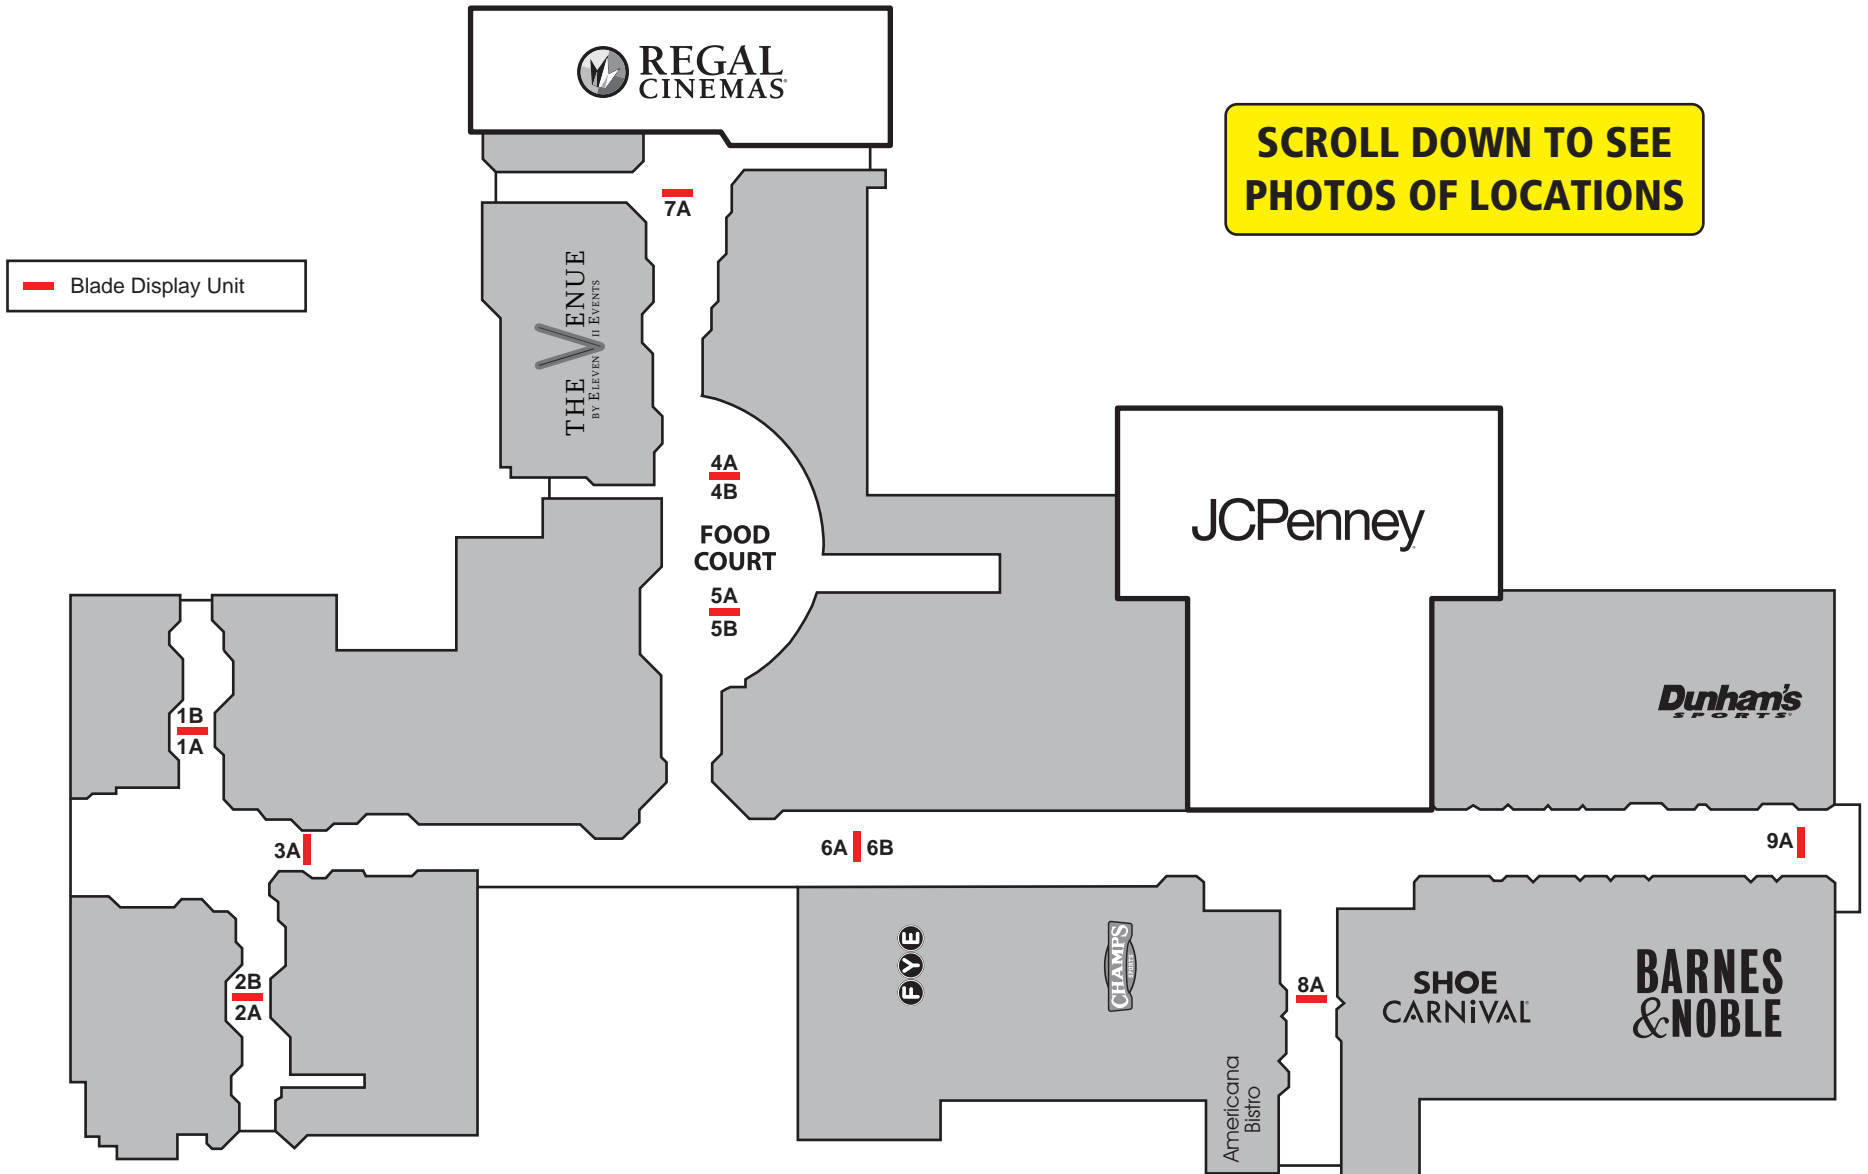 REGAL
CINEMAS
SCROLL DOWN TO SEE
PHOTOS OF LOCATIONS
7A
Blade Display Unit
THE VENUE
BY ELEVEN II EVENTS
4A
4B
FOOD
COURT
5A
5B
JCPenney
Dunham's
SPORTS
1B
1A
3A
6A 6B
9A
FYE
CHAMPS
SPORTS
2B
2A
8A
SHOE
CARNiVAL
BARNES
&NOBLE
Americana
Bistro